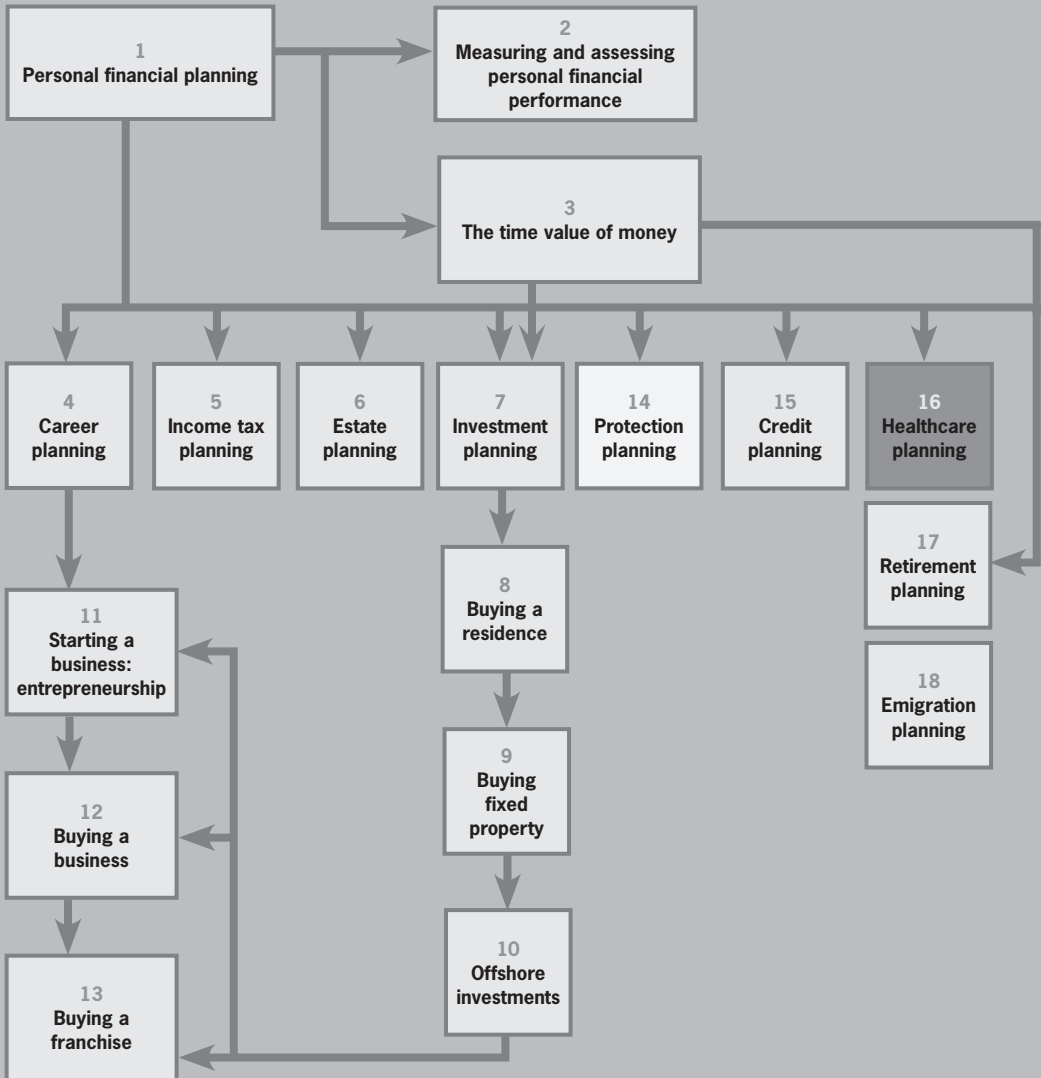 1
Personal financial planning
2
Measuring and assessing
personal financial
performance
3
The time value of money
4
Career
planning
5
Income tax
planning
6
Estate
planning
7
Investment
planning
14
Protection
planning
15
Credit
planning
16
Healthcare
planning
17
Retirement
planning
18
Emigration
planning
8
Buying a
residence
9
Buying
fixed
property
10
Offshore
investments
11
Starting a
business:
entrepreneurship
12
Buying a
business
13
Buying a
franchise